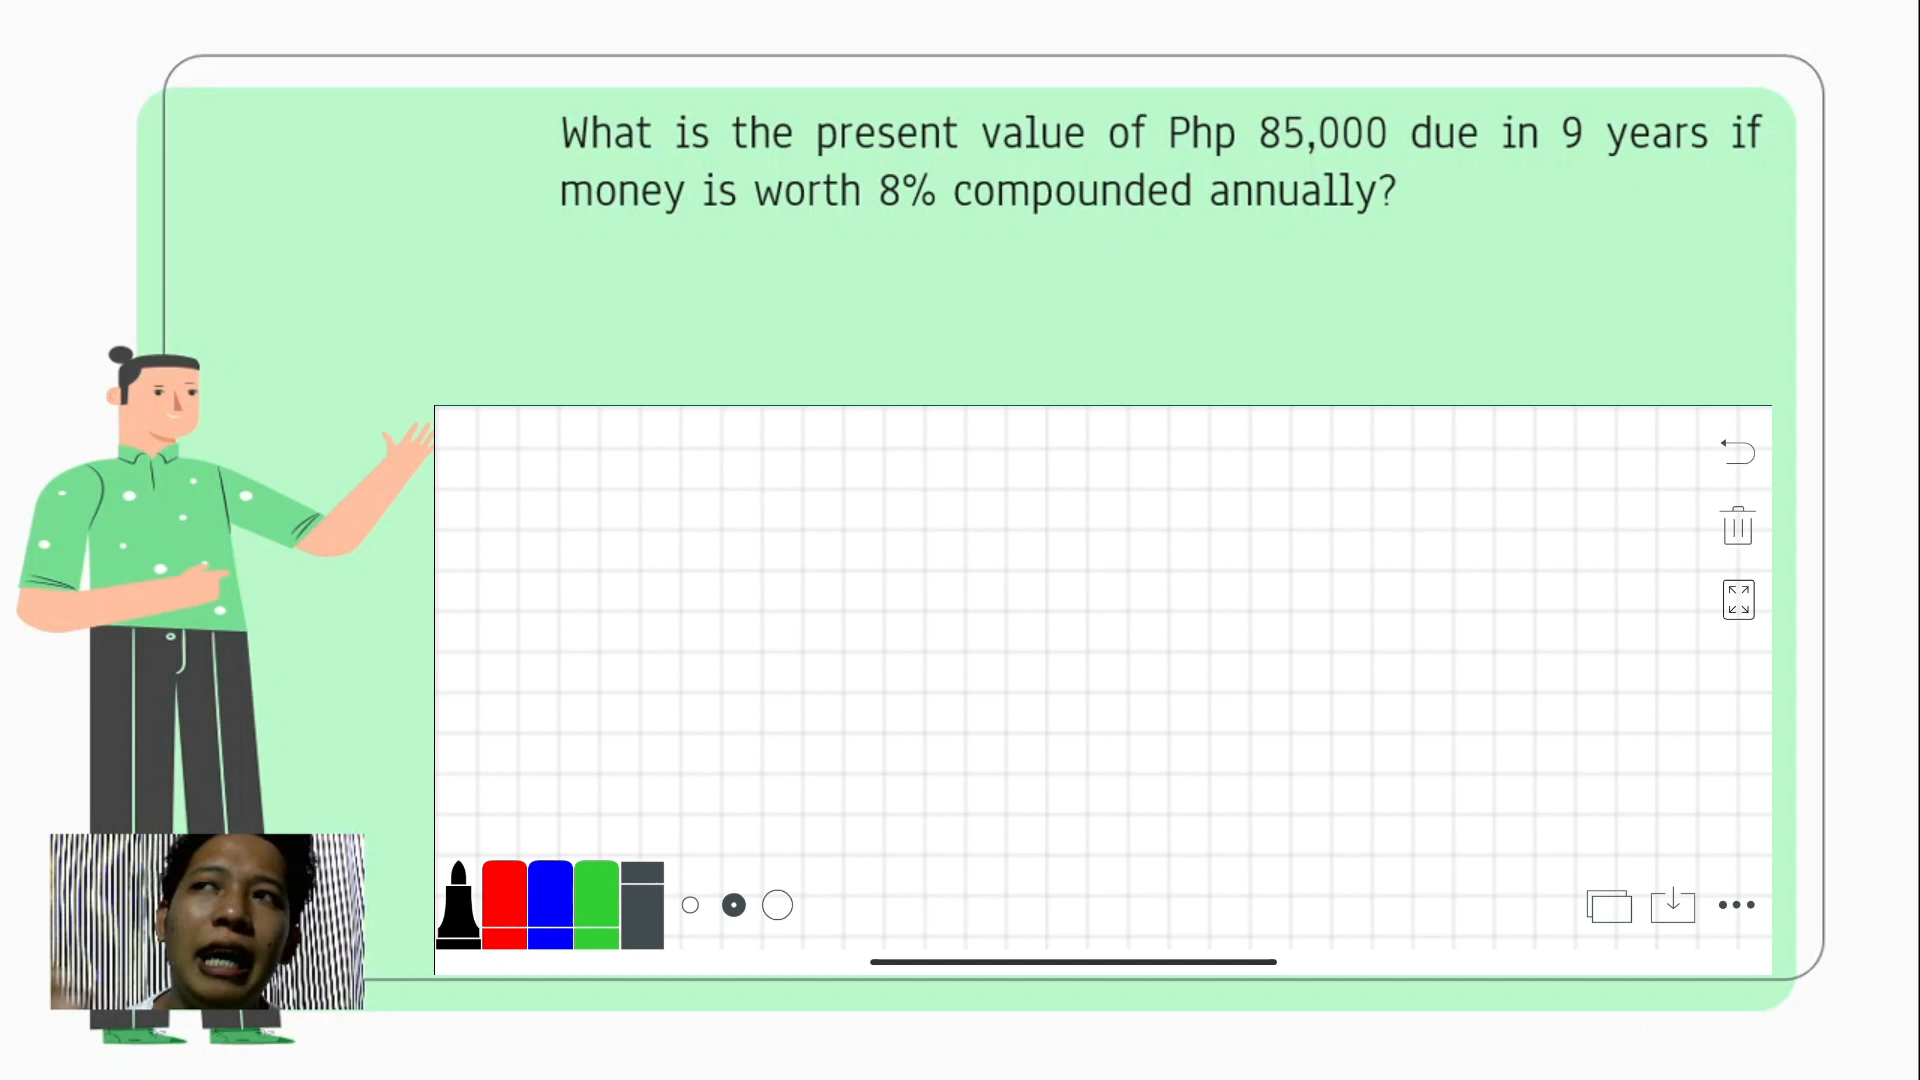 What is the present value of Php 85,000 due in 9 years if
money is worth 8% compounded annually?